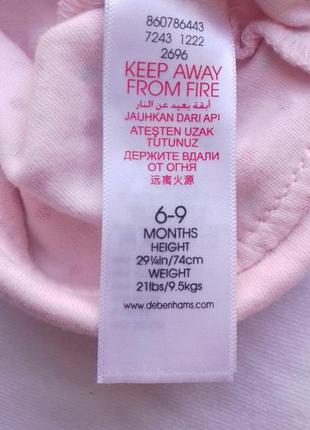 860786443
7243 1222
2696
KEEP AWAY
FROM FIRE
أبقه بعيد عن النار
JAUHKAN DARI API
ATEŞTEN UZAK
TUTUNUZ
ДЕРЖИТЕ ВДАЛИ
ОТ ОГНЯ
远离火源
6-9
MONTHS
HEIGHT
29¼in/74cm
WEIGHT
21lbs/9.5kgs
www.debenhams.com